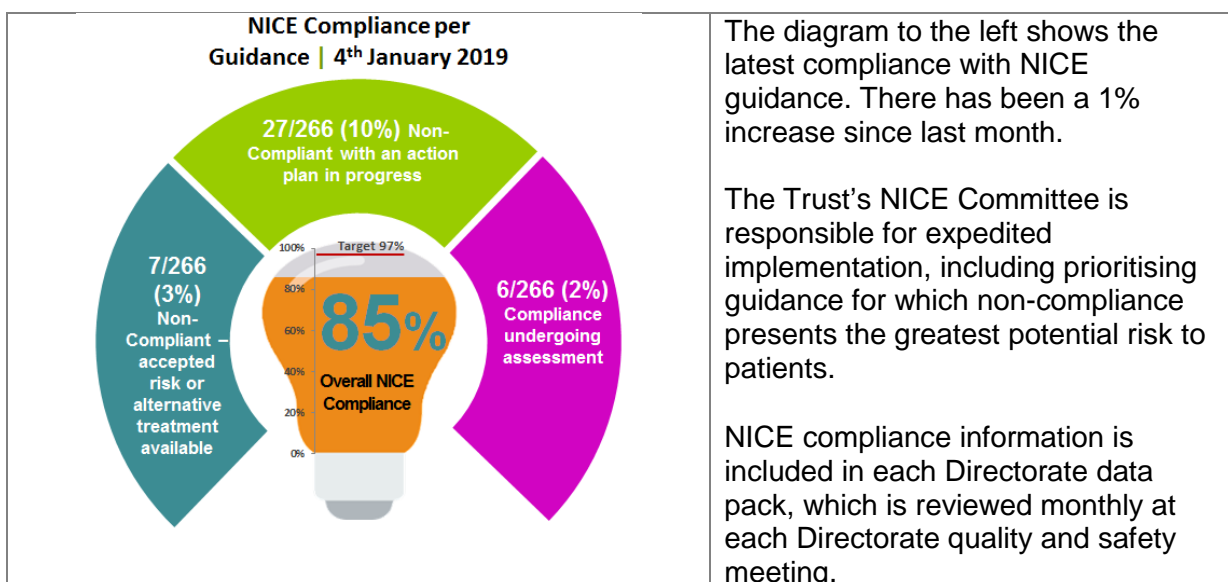 NICE Compliance per
Guidance | 4th January 2019
27/266 (10%) Non-
Compliant with an action
plan in progress
7/266
(3%)
Non-
Compliant –
accepted
risk or
alternative
treatment
available
100%
80%
60%
40%
20%
0%
Target 97%
85%
Overall NICE
Compliance
6/266 (2%)
Compliance
undergoing
assessment
The diagram to the left shows the
latest compliance with NICE
guidance. There has been a 1%
increase since last month.
The Trust’s NICE Committee is
responsible for expedited
implementation, including prioritising
guidance for which non-compliance
presents the greatest potential risk to
patients.
NICE compliance information is
included in each Directorate data
pack, which is reviewed monthly at
each Directorate quality and safety
meeting.